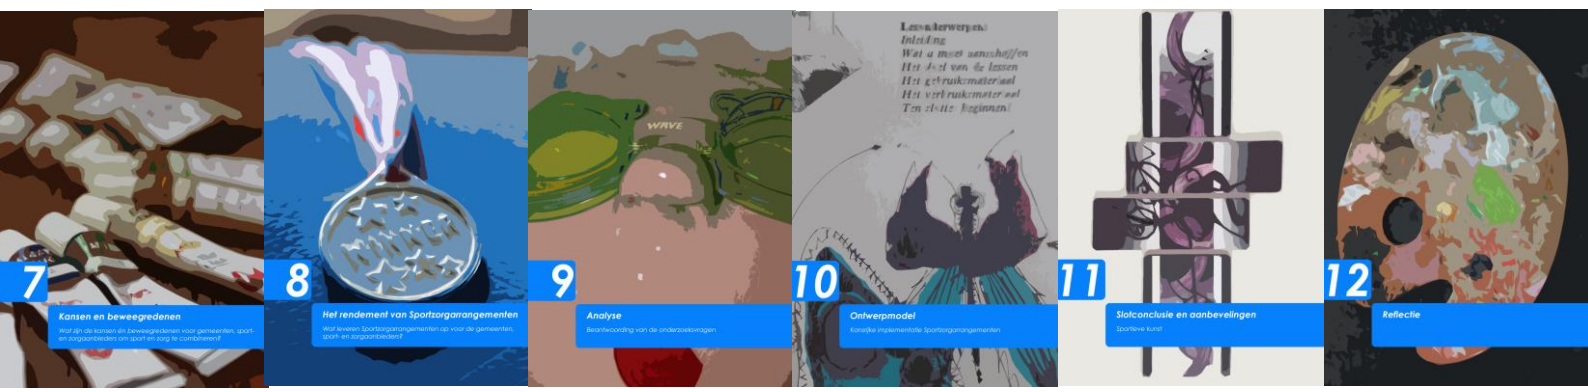 7
Kansen en beweegredenen
Wat zijn de kansen én beweegredenen voor gemeenten, sport-
en zorgaanbieders om sport en zorg te combineren?
8
WINNER
Het rendement van Sportzorgarrangementen
Wat leveren Sportzorgarrangementen op voor de gemeenten,
sport- en zorgaanbieders?
WAVE
9
Analyse
Beantwoording van de onderzoeksvragen
Lesonderwerpen:
Inleiding
Wat u moet aanschaffen
Het doel van de lessen
Het gebruiksmateriaal
Het verbruiksmateriaal
Ten slotte: beginnen!
10
Ontwerpmodel
Kansrijke implementatie Sportzorgarrangementen
11
Slotconclusie en aanbevelingen
Sportieve kunst
12
Reflectie